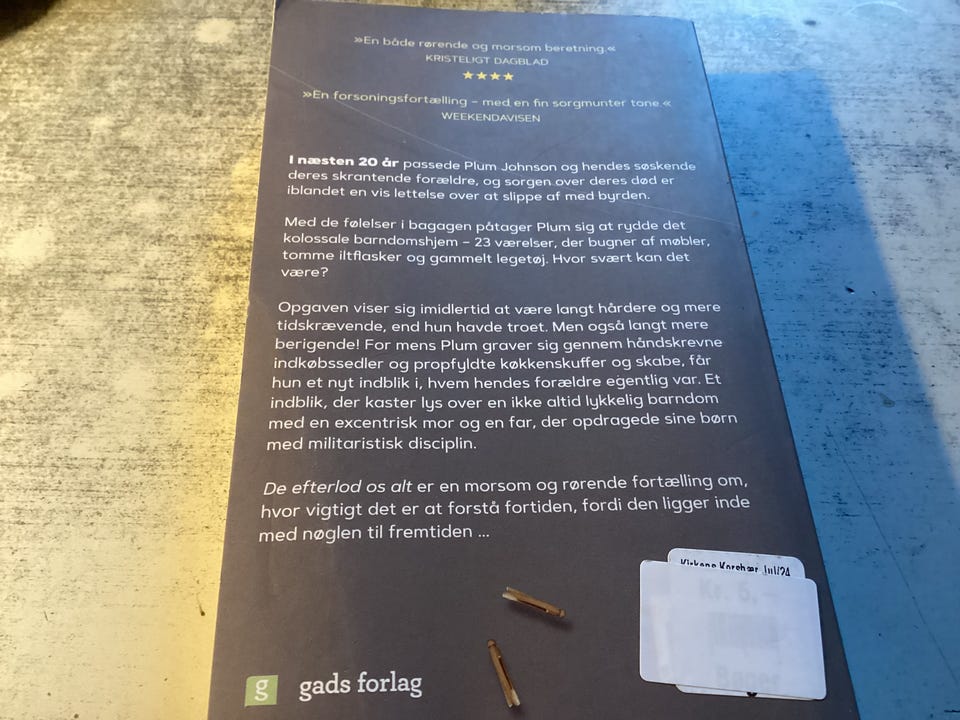 »En både rørende og morsom beretning.«
KRISTELIGT DAGBLAD
»En forsoningsfortælling – med en fin sorgmunter tone.«
WEEKENDAVISEN
I næsten 20 år passede Plum Johnson og hendes søskende
deres skrantende forældre, og sorgen over deres død er
iblandet en vis lettelse over at slippe af med byrden.
Med de følelser i bagagen påtager Plum sig at rydde det
kolossale barndomshjem – 23 værelser, der bugner af møbler,
tomme iltflasker og gammelt legetøj. Hvor svært kan det
være?
Opgaven viser sig imidlertid at være langt hårdere og mere
tidskrævende, end hun havde troet. Men også langt mere
berigende! For mens Plum graver sig gennem håndskrevne
indkøbssedler og propfyldte køkkenskuffer og skabe, får
hun et nyt indblik i, hvem hendes forældre egentlig var. Et
indblik, der kaster lys over en ikke altid lykkelig barndom
med en excentrisk mor og en far, der opdragede sine børn
med militaristisk disciplin.
De efterlod os alt er en morsom og rørende fortælling om,
hvor vigtigt det er at forstå fortiden, fordi den ligger inde
med nøglen til fremtiden ...
Kirkens Korshær Juli/24
Kr. 5,-
Bøger
g gads forlag